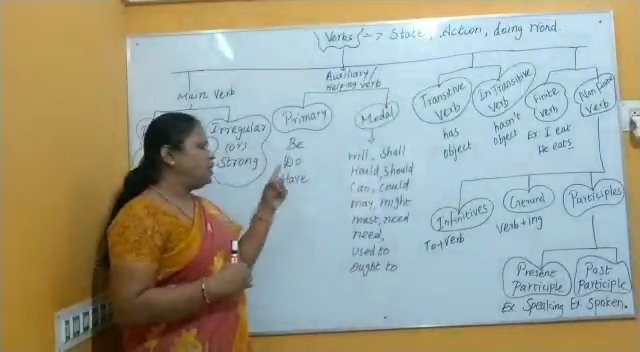 Verbs => State, Action, doing word.
Main Verb
Auxiliary/
Helping verb
Irregular
(or)
Strong
Primary
Be
Do
Have
Modal
Will, Shall
Would, Should
Can, Could
may, might
must, need
need,
used to
Ought to
Transitive
Verb
has
object
InTransitive
Verb
hasn't
object
Finite
Verb
Ex: I eat
He eats
Non finite
Verb
Infinitives
To+Verb
Gerund
Verb+ing
Participles
Present
Participle
Ex Speaking
Past
Participle
Ex Spoken.